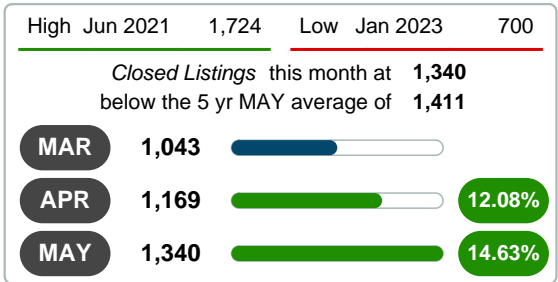 High Jun 2021 1,724 Low Jan 2023 700
Closed Listings this month at 1,340
below the 5 yr MAY average of 1,411
MAR 1,043
APR 1,169 12.08%
MAY 1,340 14.63%